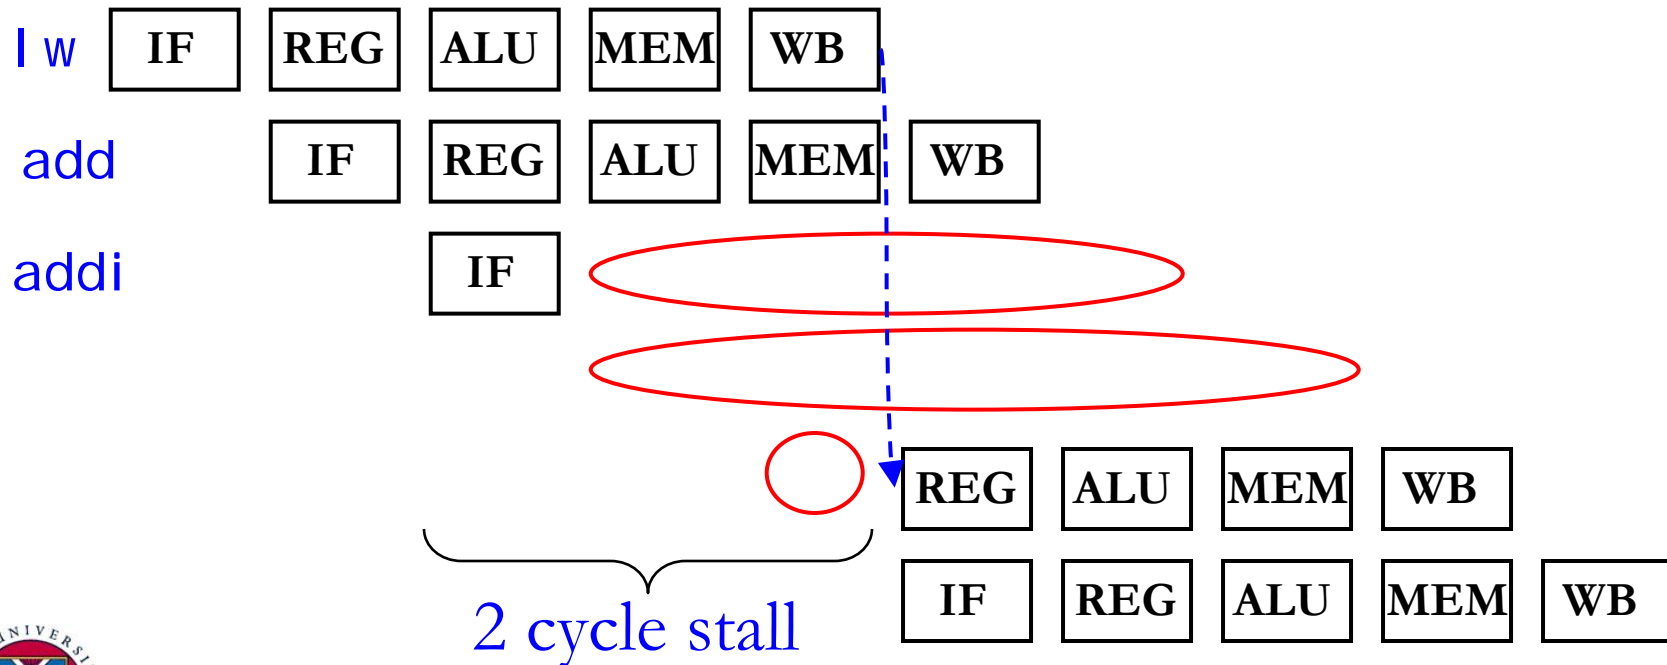 lw IF REG ALU MEM WB
add IF REG ALU MEM WB
addi IF
REG ALU MEM WB
IF REG ALU MEM WB
2 cycle stall
UNIVERS